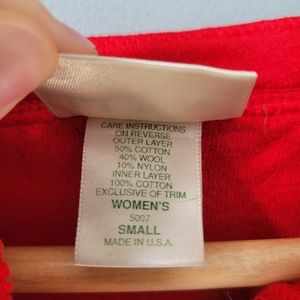 CARE INSTRUCTIONS
ON REVERSE
OUTER LAYER
50% COTTON
40% WOOL
10% NYLON
INNER LAYER
100% COTTON
EXCLUSIVE OF TRIM
WOMEN'S
5007
SMALL
MADE IN U.S.A.